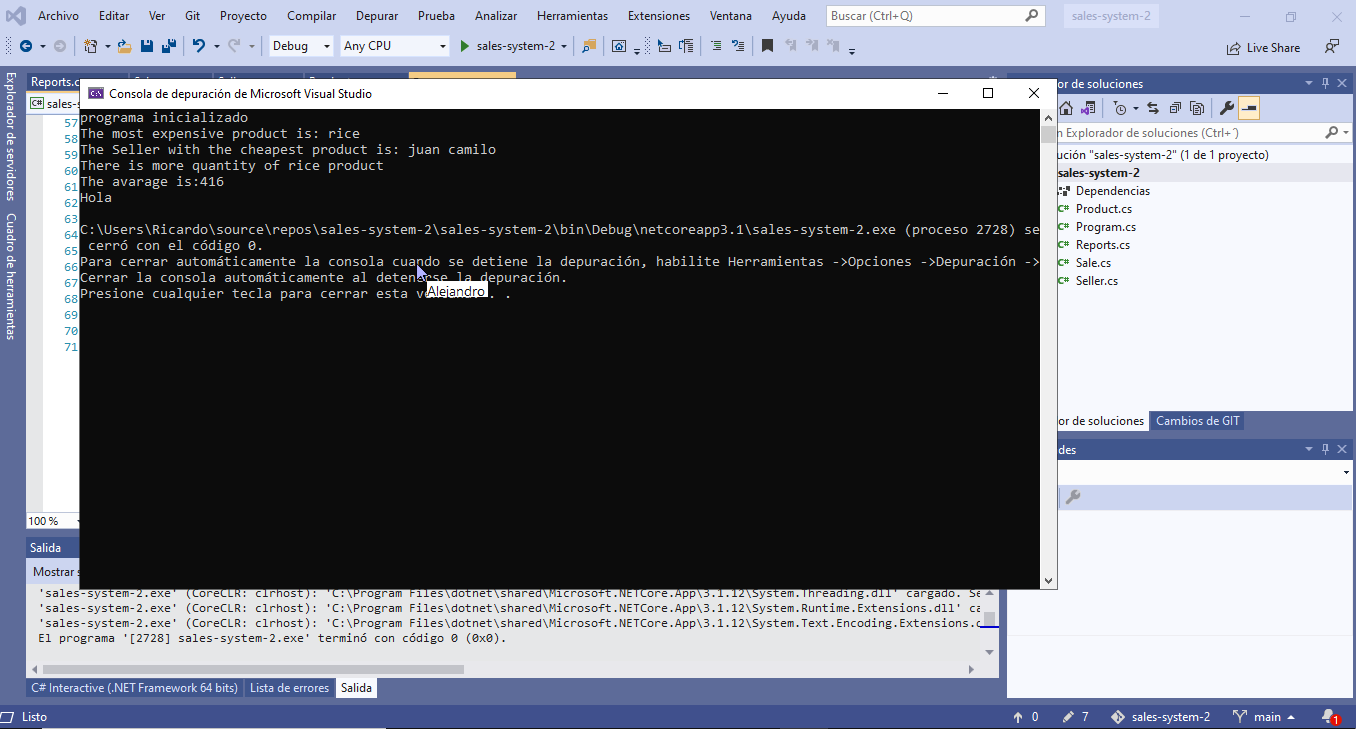 Archivo Editar Ver Git Proyecto Compilar Depurar Prueba Analizar Herramientas Extensiones Ventana Ayuda Buscar (Ctrl+Q) sales-system-2
Debug Any CPU sales-system-2 Live Share
Explorador de servidores
Cuadro de herramientas
Reports.c
C# sales-s
57
58
59
60
61
62
63
64
65
66
67
68
69
70
71
100 %
Consola de depuración de Microsoft Visual Studio
programa inicializado
The most expensive product is: rice
The Seller with the cheapest product is: juan camilo
There is more quantity of rice product
The avarage is:416
Hola
C:\Users\Ricardo\source\repos\sales-system-2\sales-system-2\bin\Debug\netcoreapp3.1\sales-system-2.exe (proceso 2728) se
cerró con el código 0.
Para cerrar automáticamente la consola cuando se detiene la depuración, habilite Herramientas ->Opciones ->Depuración ->
Cerrar la consola automáticamente al detenerse la depuración.
Presione cualquier tecla para cerrar esta ve . .
Alejandro
or de soluciones
n Explorador de soluciones (Ctrl+´)
ución "sales-system-2" (1 de 1 proyecto)
sales-system-2
Dependencias
C# Product.cs
C# Program.cs
C# Reports.cs
C# Sale.cs
C# Seller.cs
or de soluciones Cambios de GIT
des
Salida
Mostrar s
'sales-system-2.exe' (CoreCLR: clrhost): 'C:\Program Files\dotnet\shared\Microsoft.NETCore.App\3.1.12\System.Threading.dll' cargado. Se
'sales-system-2.exe' (CoreCLR: clrhost): 'C:\Program Files\dotnet\shared\Microsoft.NETCore.App\3.1.12\System.Runtime.Extensions.dll' ca
'sales-system-2.exe' (CoreCLR: clrhost): 'C:\Program Files\dotnet\shared\Microsoft.NETCore.App\3.1.12\System.Text.Encoding.Extensions.c
El programa '[2728] sales-system-2.exe' terminó con código 0 (0x0).
C# Interactive (.NET Framework 64 bits) Lista de errores Salida
Listo 0 7 sales-system-2 main 1